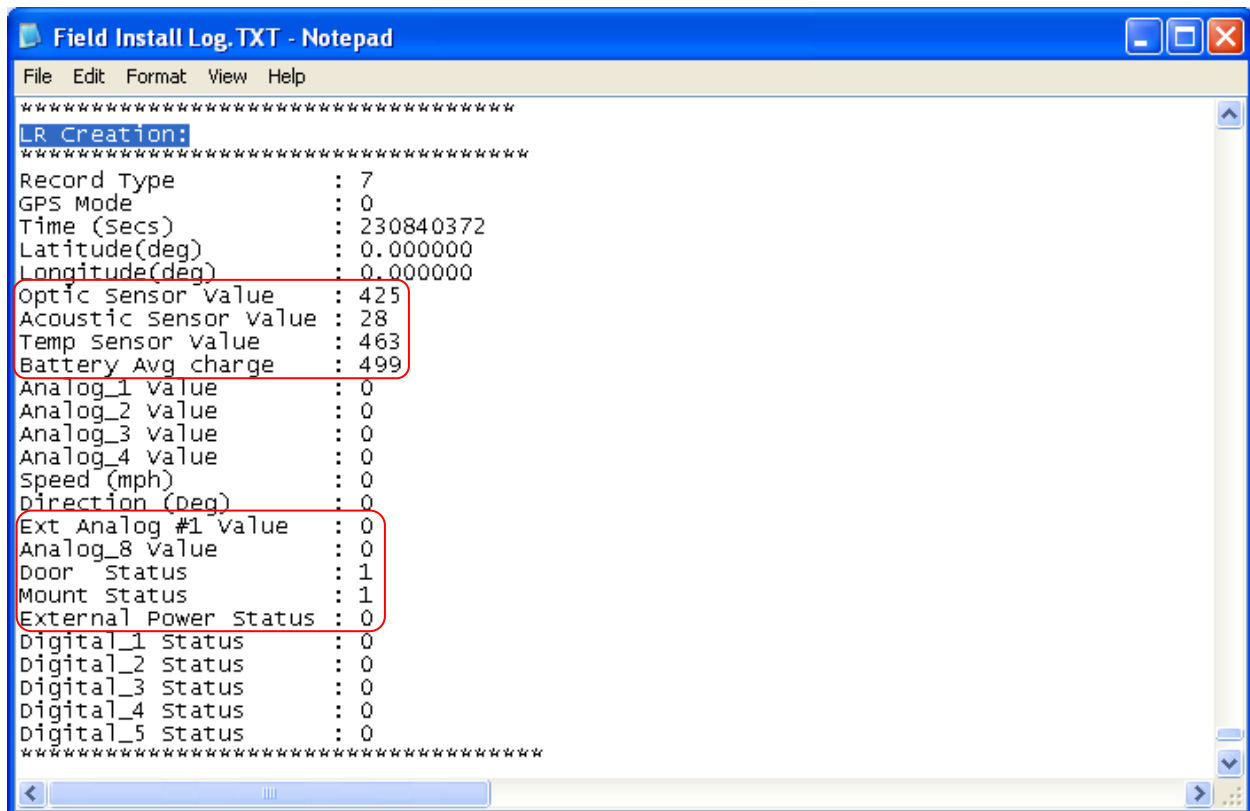 Field Install Log.TXT - Notepad
File Edit Format View Help
***********************************
LR Creation:
************************************
Record Type : 7
GPS Mode : 0
Time (Secs) : 230840372
Latitude(deg) : 0.000000
Longitude(deg) : 0.000000
Optic Sensor Value : 425
Acoustic Sensor Value : 28
Temp Sensor Value : 463
Battery Avg charge : 499
Analog_1 Value : 0
Analog_2 Value : 0
Analog_3 Value : 0
Analog_4 Value : 0
Speed (mph) : 0
Direction (Deg) : 0
Ext Analog #1 Value : 0
Analog_8 Value : 0
Door  Status : 1
Mount Status : 1
External Power Status : 0
Digital_1 Status : 0
Digital_2 Status : 0
Digital_3 Status : 0
Digital_4 Status : 0
Digital_5 Status : 0
*************************************